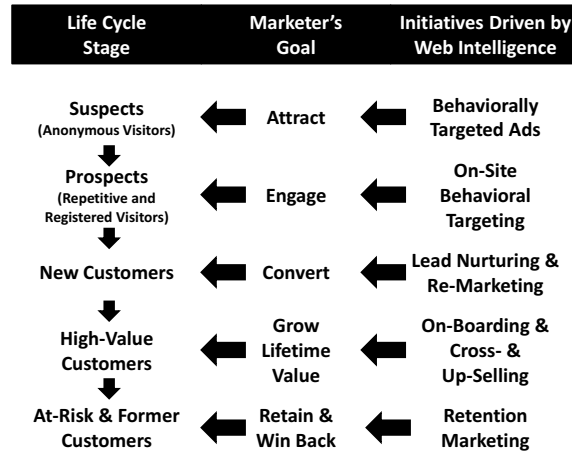 Life Cycle
Stage
Marketer's
Goal
Initiatives Driven by
Web Intelligence
Suspects
(Anonymous Visitors)
Attract
Behaviorally
Targeted Ads
Prospects
(Repetitive and
Registered Visitors)
Engage
On-Site
Behavioral
Targeting
New Customers
Convert
Lead Nurturing &
Re-Marketing
High-Value
Customers
Grow
Lifetime
Value
On-Boarding &
Cross- &
Up-Selling
At-Risk & Former
Customers
Retain &
Win Back
Retention
Marketing